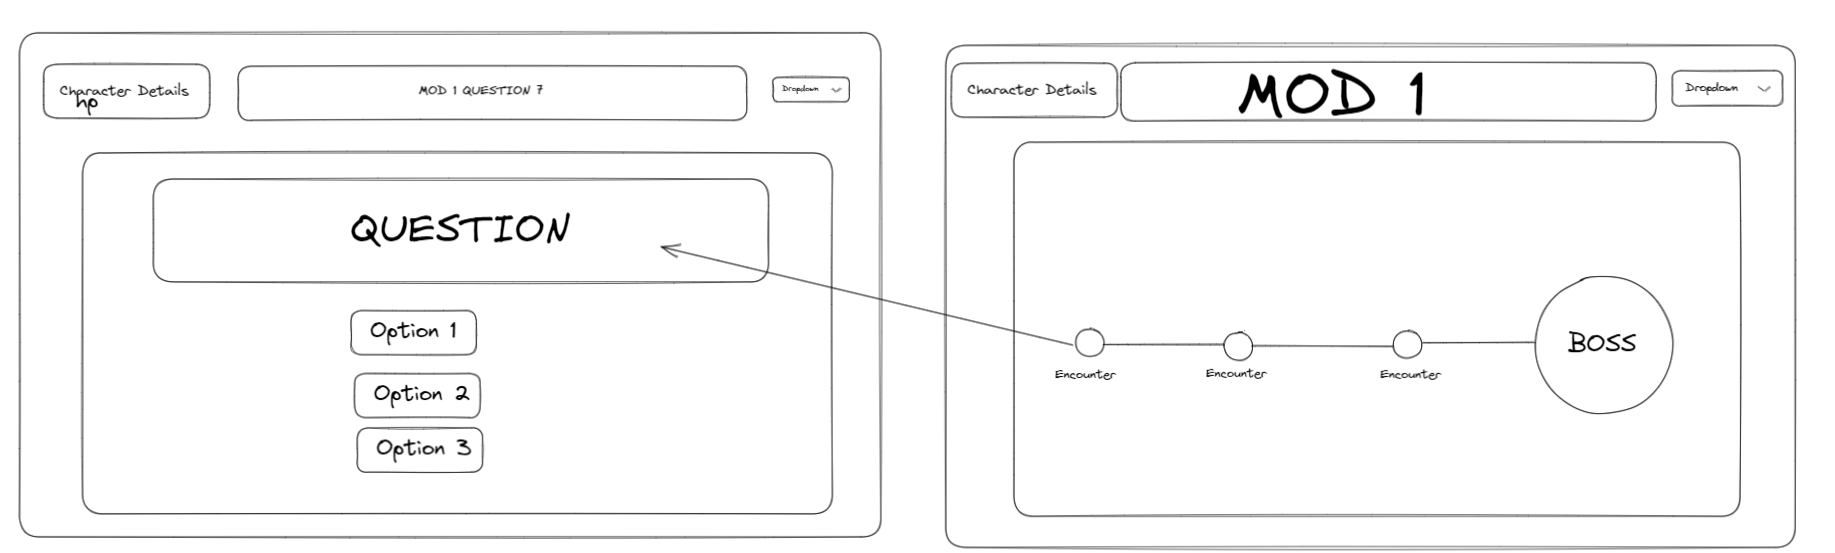 Character Details
hp
MOD 1 QUESTION 7
Dropdown
QUESTION
Option 1
Option 2
Option 3
Character Details
MOD 1
Dropdown
Encounter
Encounter
Encounter
BOSS